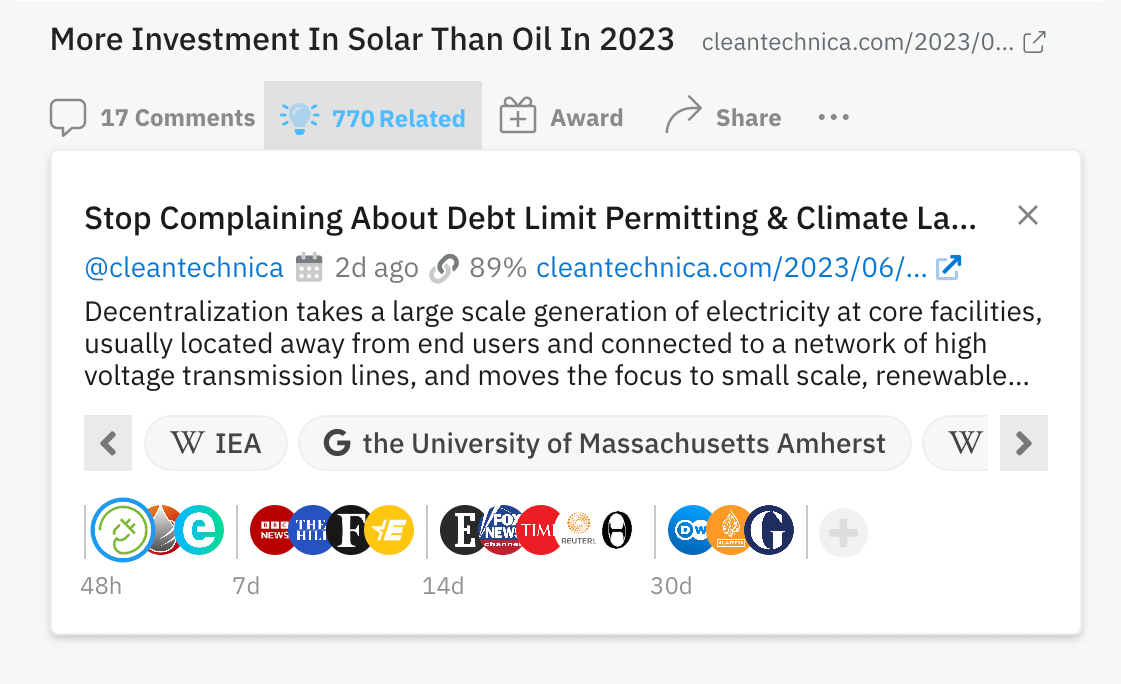 More Investment In Solar Than Oil In 2023 cleantechnica.com/2023/0...
17 Comments 770 Related Award Share ...
Stop Complaining About Debt Limit Permitting & Climate La...
@cleantechnica 2d ago 89% cleantechnica.com/2023/06/...
Decentralization takes a large scale generation of electricity at core facilities,
usually located away from end users and connected to a network of high
voltage transmission lines, and moves the focus to small scale, renewable...
W IEA G the University of Massachusetts Amherst W
e BBC NEWS THE HILL F E E FOX NEWS channel TIM REUTERS DW ALJAZEERA G
48h 7d 14d 30d